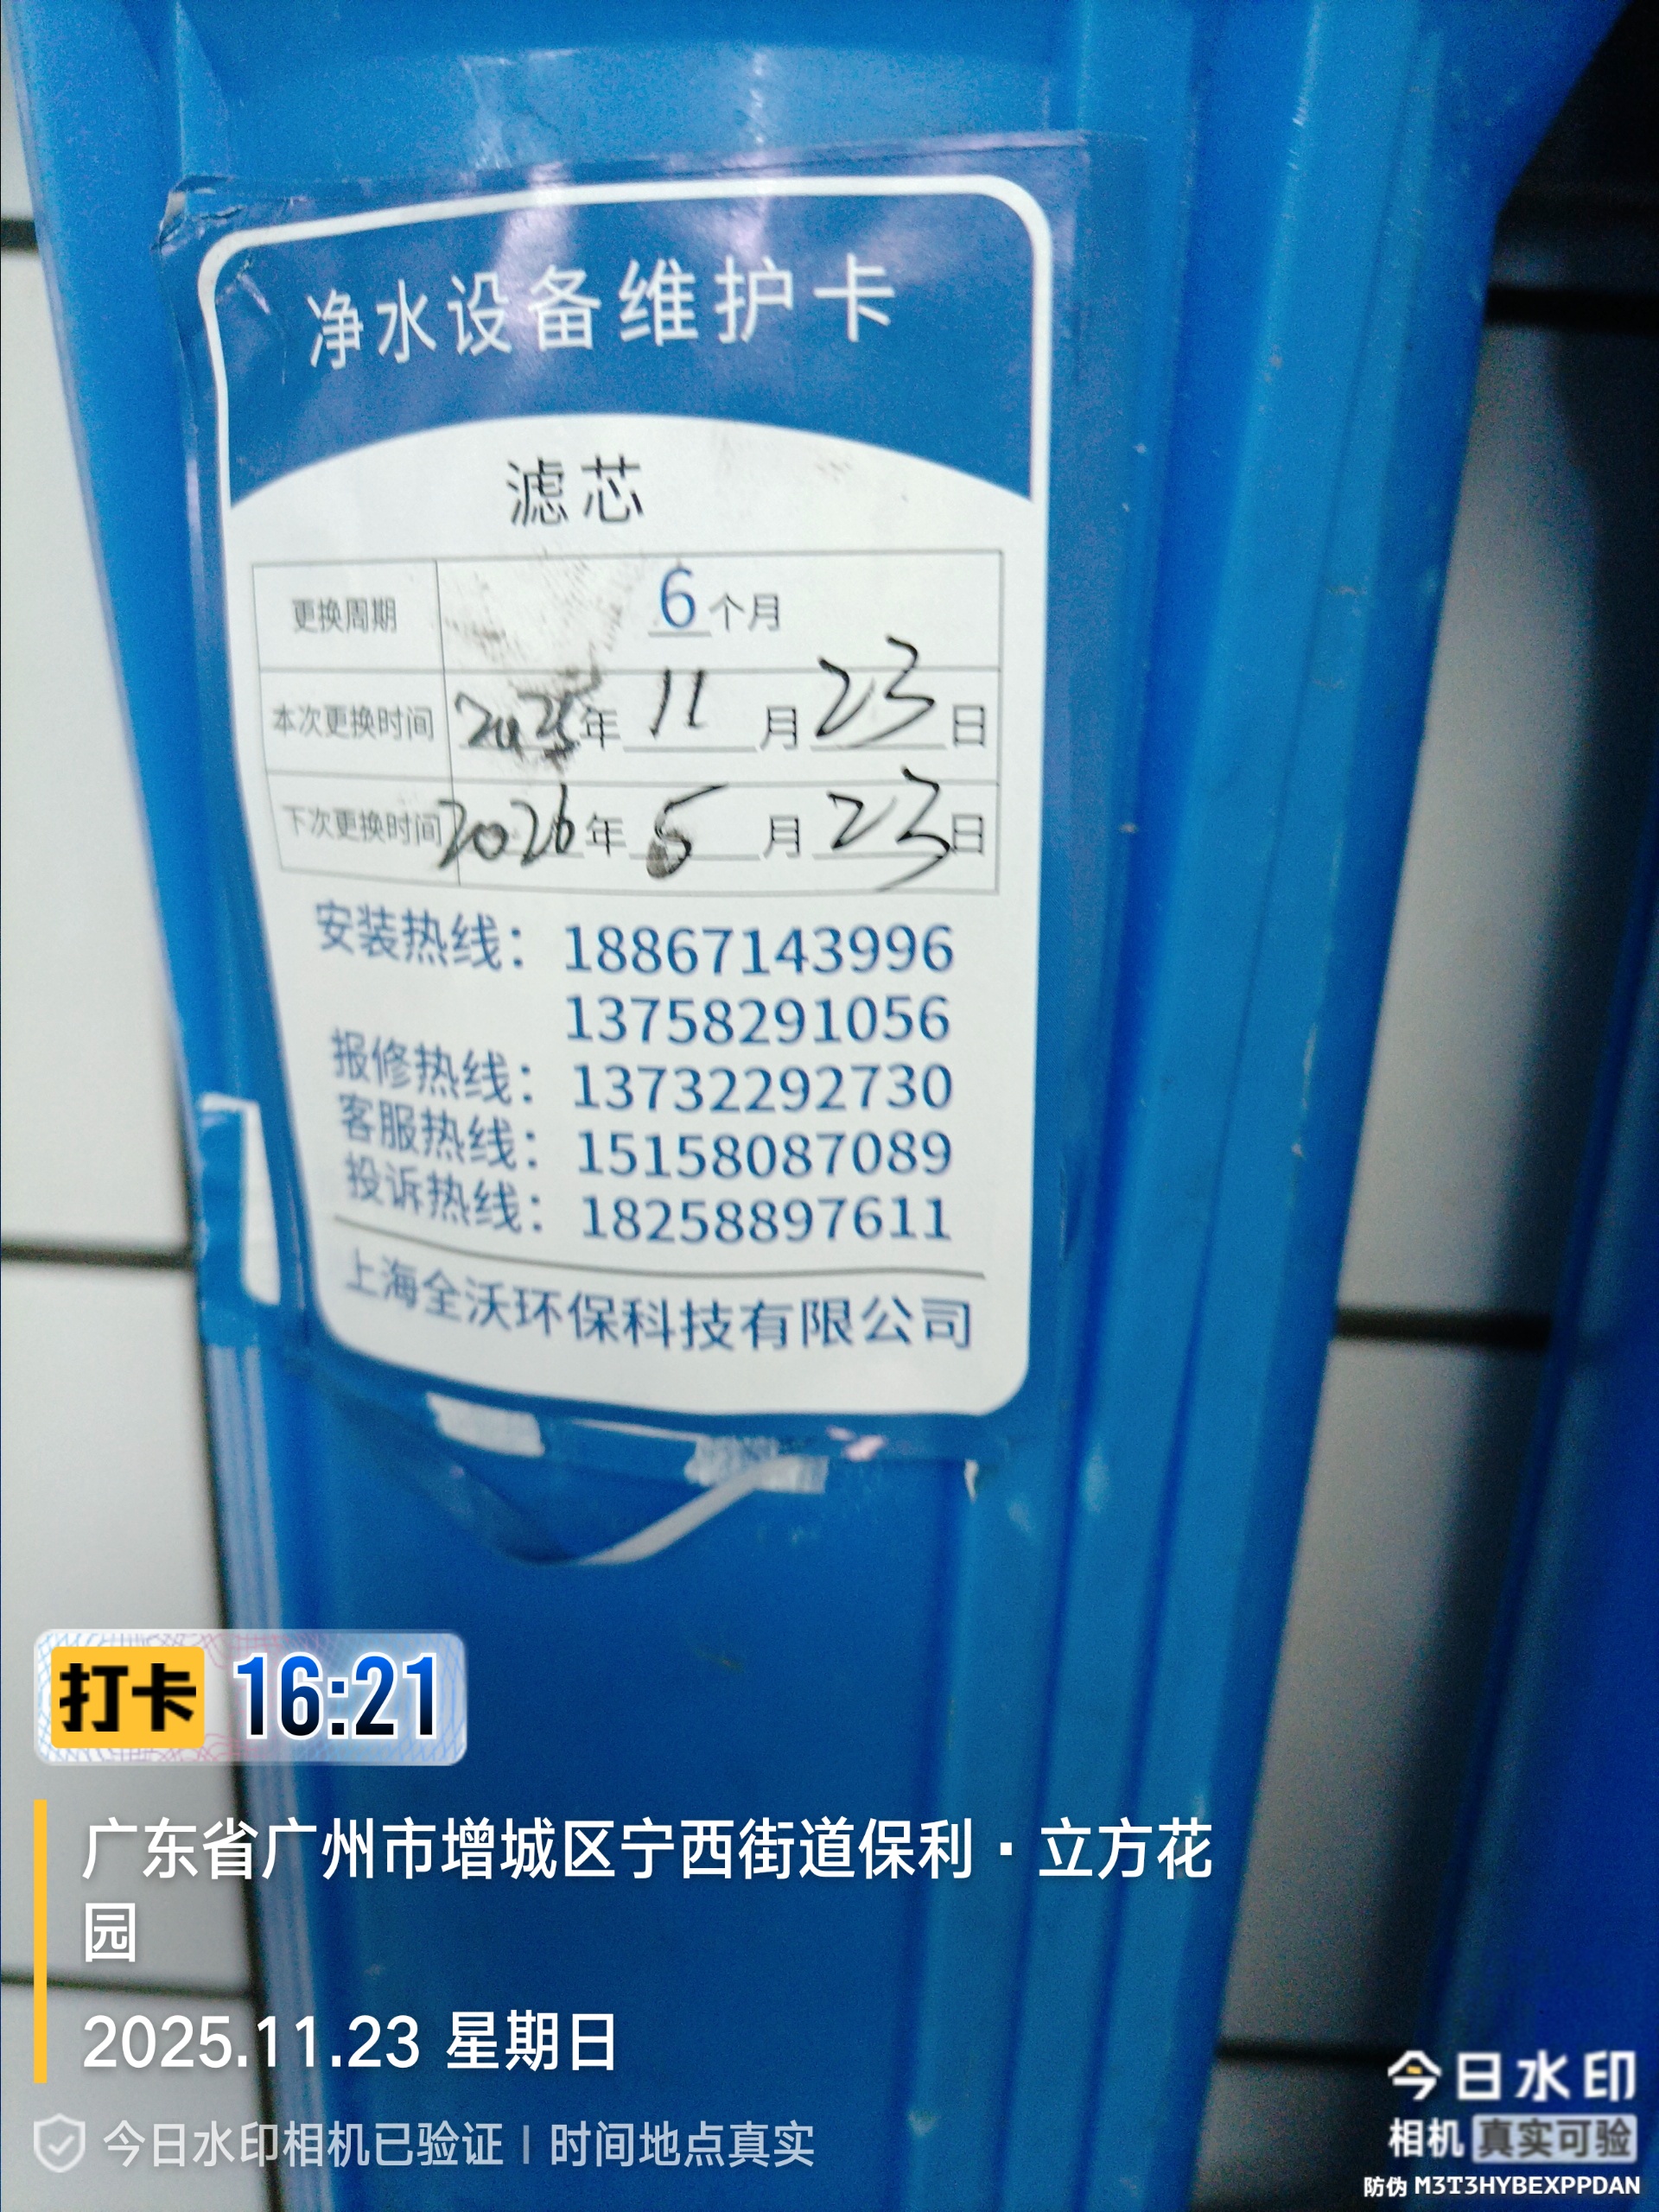 净水设备维护卡
滤芯
更换周期 6个月
本次更换时间 2025年11月23日
下次更换时间 2026年5月23日
安装热线：18867143996
13758291056
报修热线：13732292730
客服热线：15158087089
投诉热线：18258897611
上海全沃环保科技有限公司
打卡 16:21
广东省广州市增城区宁西街道保利·立方花
园
2025.11.23 星期日
今日水印相机已验证 | 时间地点真实
今日水印
相机 真实可验
防伪 M3T3HYBEXPPDAN